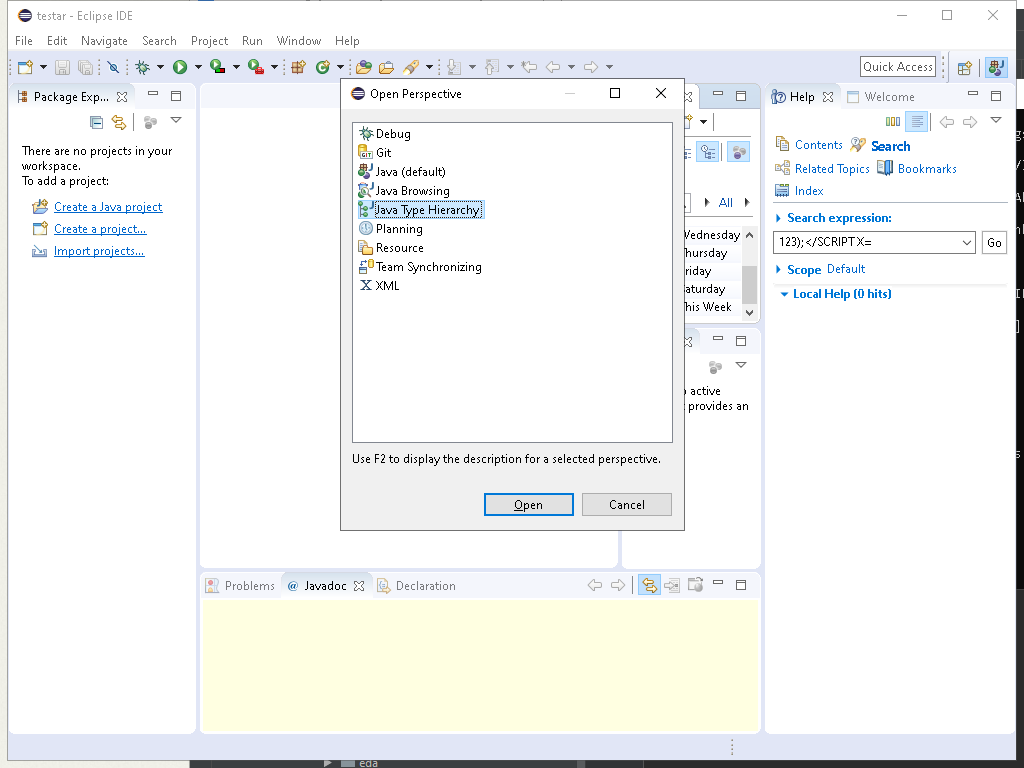 testar - Eclipse IDE
File Edit Navigate Search Project Run Window Help
Quick Access
Package Exp...
There are no projects in your
workspace.
To add a project:
Create a Java project
Create a project...
Import projects...
Open Perspective
Debug
GIT Git
Java (default)
Java Browsing
Java Type Hierarchy
Planning
Resource
Team Synchronizing
XML
Use F2 to display the description for a selected perspective.
Open Cancel
All
Wednesday
Thursday
Friday
Saturday
This Week
active
provides an
Help Welcome
Contents Search
Related Topics Bookmarks
Index
Search expression:
123);</SCRIPTX= Go
Scope Default
Local Help (0 hits)
Problems @ Javadoc Declaration
eda